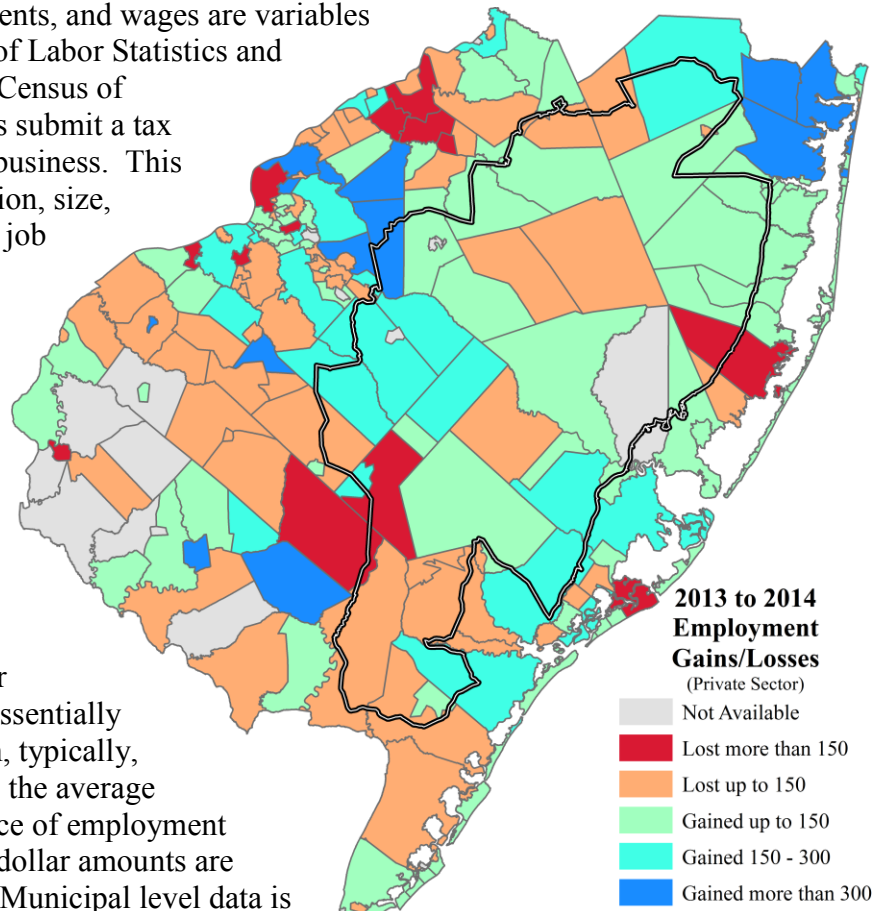 ents, and wages are variables
of Labor Statistics and
Census of
s submit a tax
business.  This
ion, size,
job
r
ssentially
n, typically,
the average
ce of employment
dollar amounts are
Municipal level data is
2013 to 2014
Employment
Gains/Losses
(Private Sector)
Not Available
Lost more than 150
Lost up to 150
Gained up to 150
Gained 150 - 300
Gained more than 300